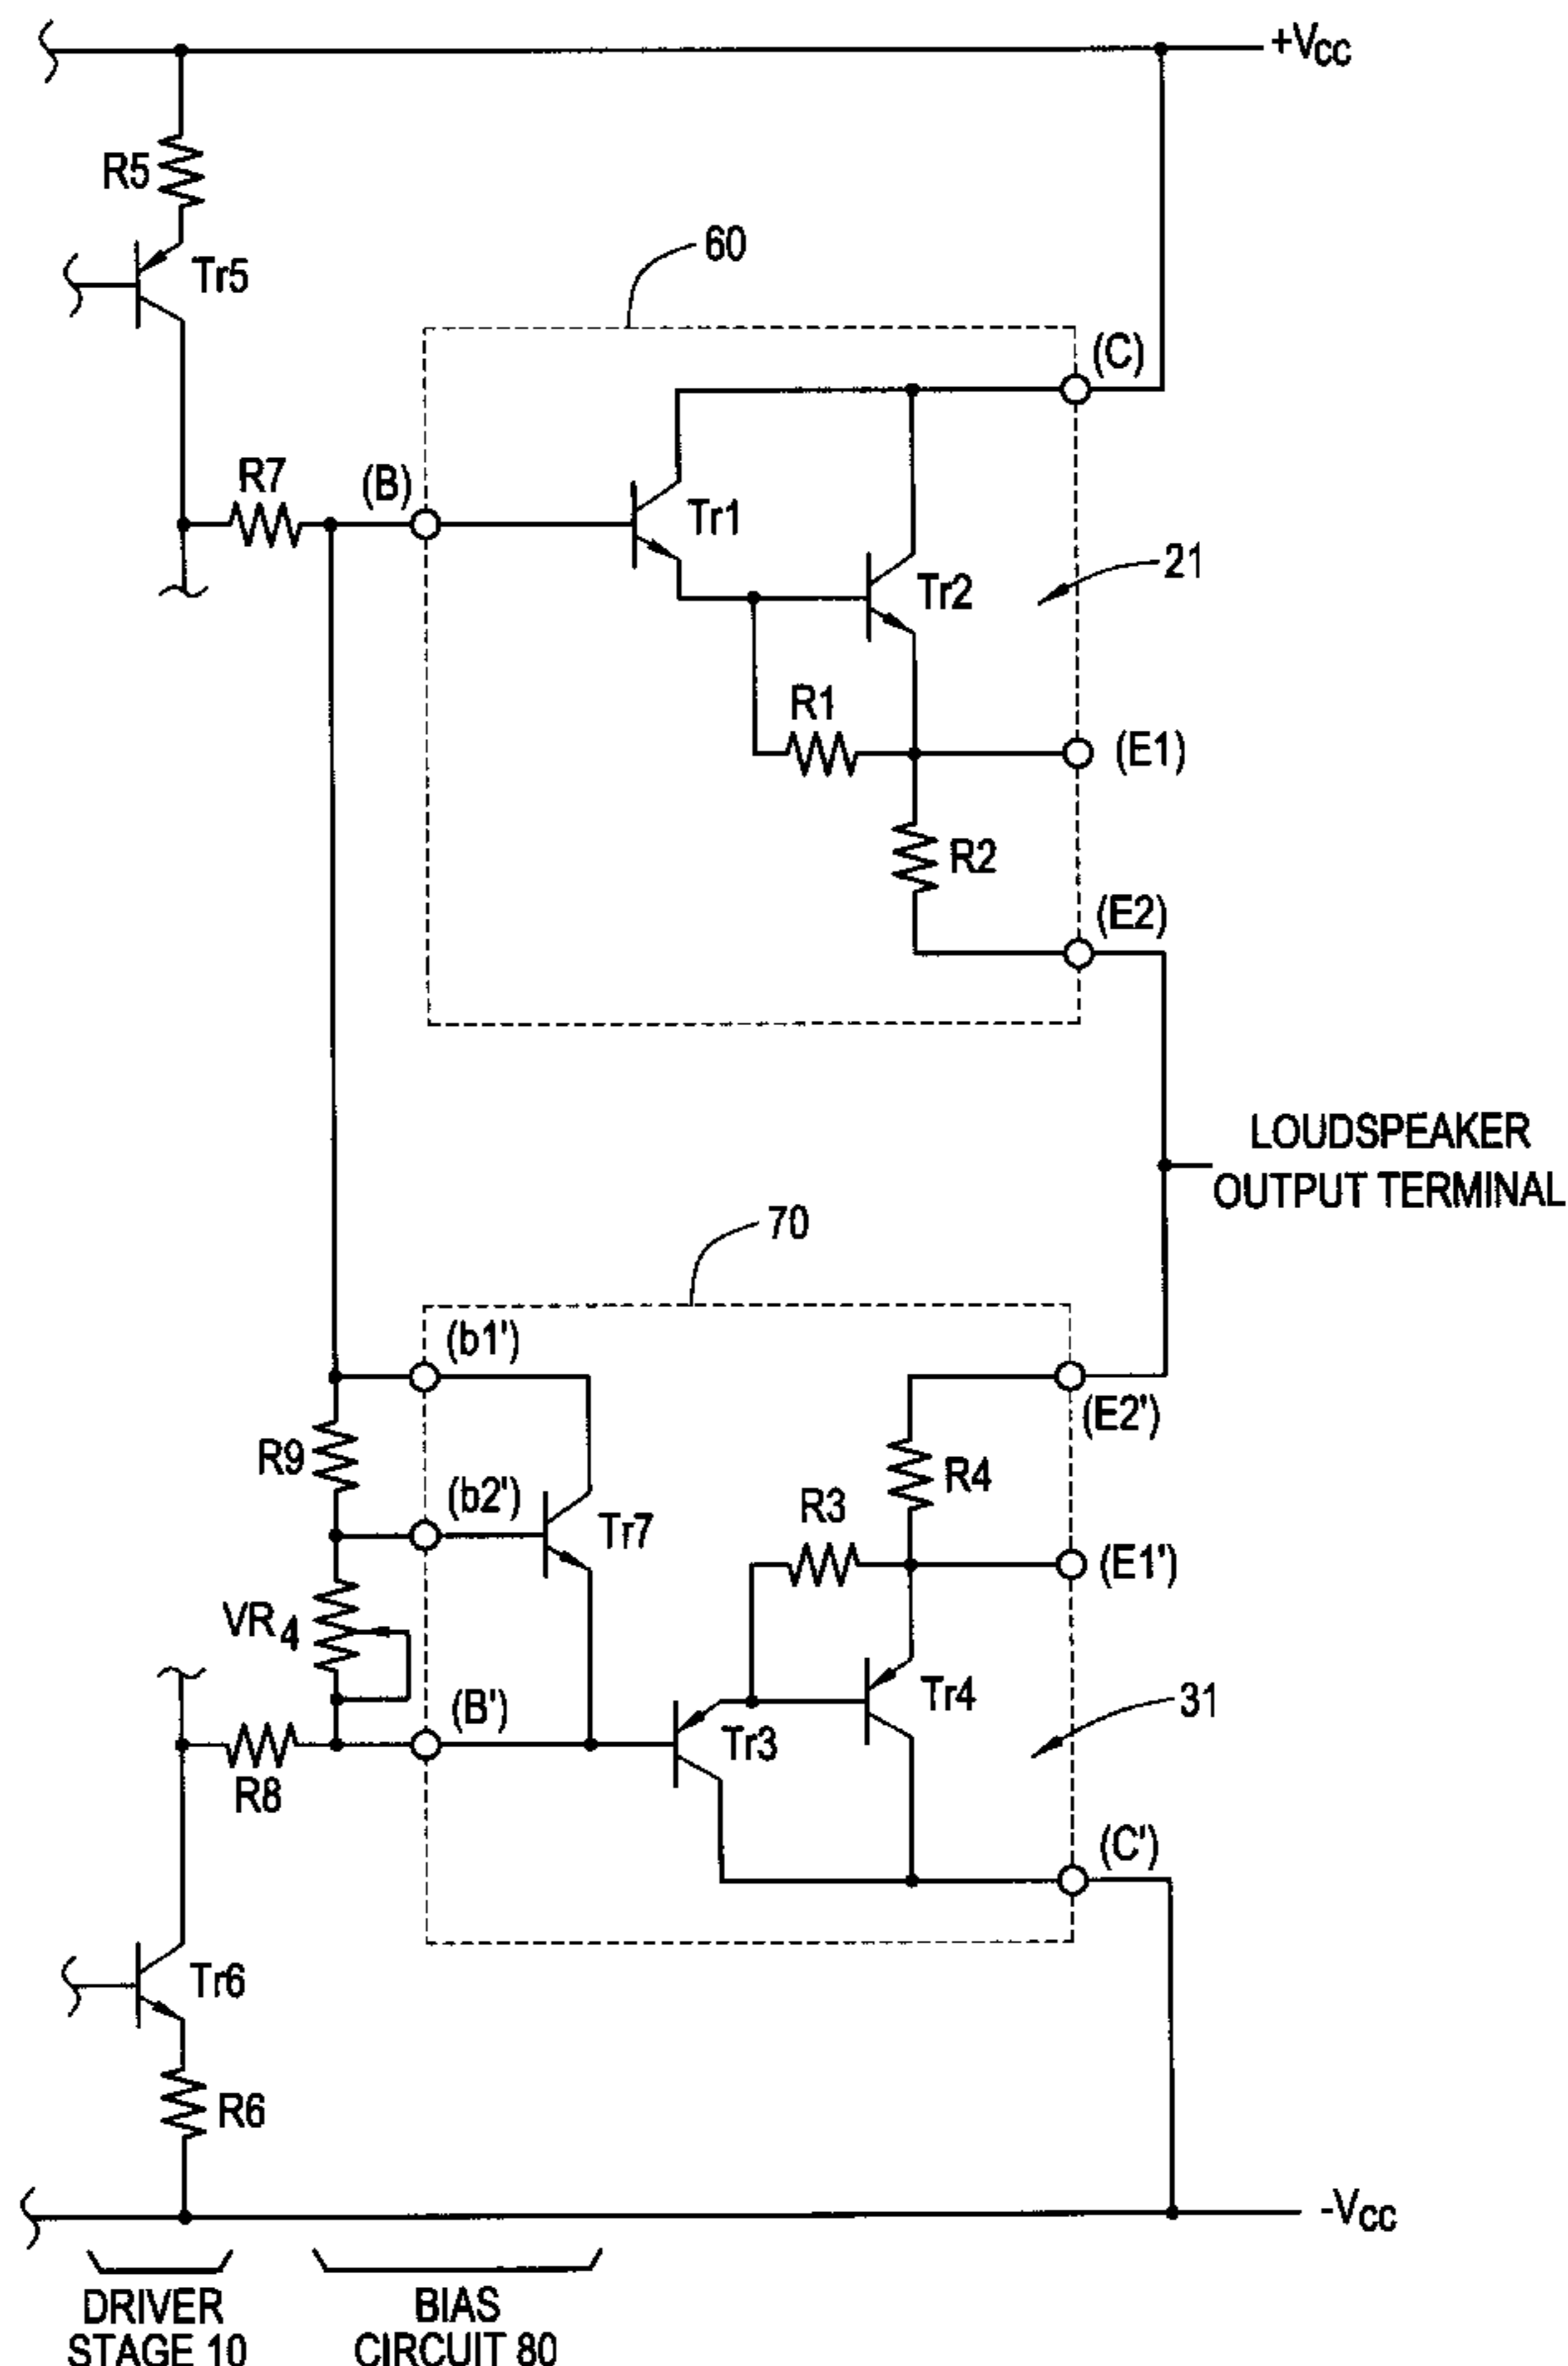 +VCC
R5
Tr5
60
(C)
R7
(B)
Tr1
Tr2
21
R1
(E1)
R2
(E2)
LOUDSPEAKER
OUTPUT TERMINAL
70
(b1')
(E2')
R9
R4
(b2')
R3
Tr7
(E1')
VR4
Tr4
(B')
Tr3
31
R8
(C')
Tr6
R6
-VCC
DRIVER
STAGE 10
BIAS
CIRCUIT 80